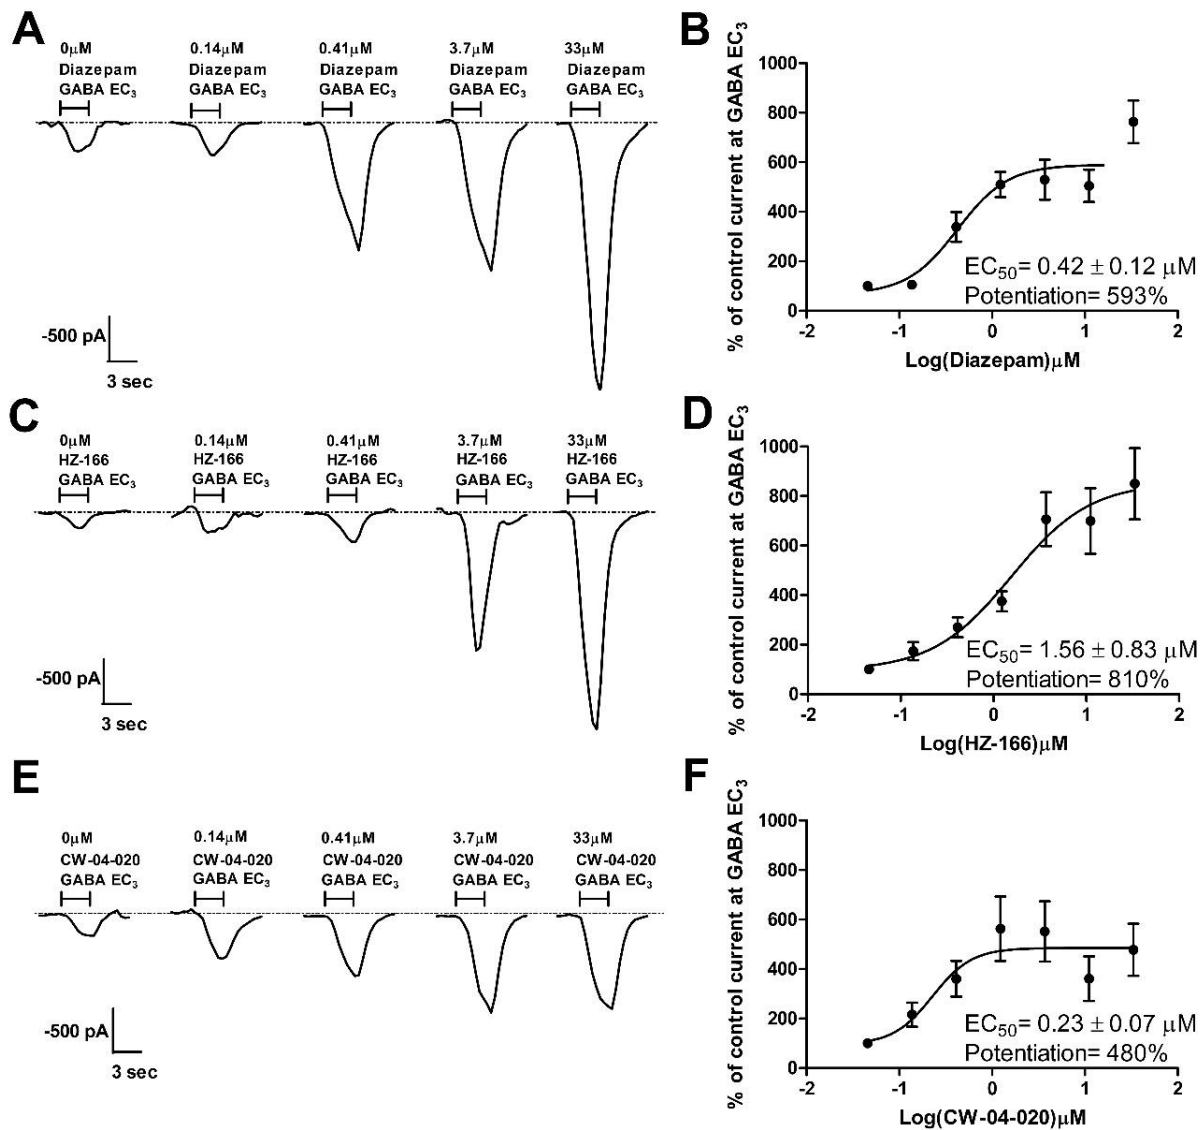 A
0µM
Diazepam
GABA EC3
0.14µM
Diazepam
GABA EC3
0.41µM
Diazepam
GABA EC3
3.7µM
Diazepam
GABA EC3
33µM
Diazepam
GABA EC3
-500 pA
3 sec
B
% of control current at GABA EC3
1000
800
600
400
200
0
-2
-1
0
1
2
EC50= 0.42 ± 0.12 µM
Potentiation= 593%
Log(Diazepam)µM
C
0µM
HZ-166
GABA EC3
0.14µM
HZ-166
GABA EC3
0.41µM
HZ-166
GABA EC3
3.7µM
HZ-166
GABA EC3
33µM
HZ-166
GABA EC3
-500 pA
3 sec
D
% of control current at GABA EC3
1000
800
600
400
200
0
-2
-1
0
1
2
EC50= 1.56 ± 0.83 µM
Potentiation= 810%
Log(HZ-166)µM
E
0µM
CW-04-020
GABA EC3
0.14µM
CW-04-020
GABA EC3
0.41µM
CW-04-020
GABA EC3
3.7µM
CW-04-020
GABA EC3
33µM
CW-04-020
GABA EC3
-500 pA
3 sec
F
% of control current at GABA EC3
1000
800
600
400
200
0
-2
-1
0
1
2
EC50= 0.23 ± 0.07 µM
Potentiation= 480%
Log(CW-04-020)µM